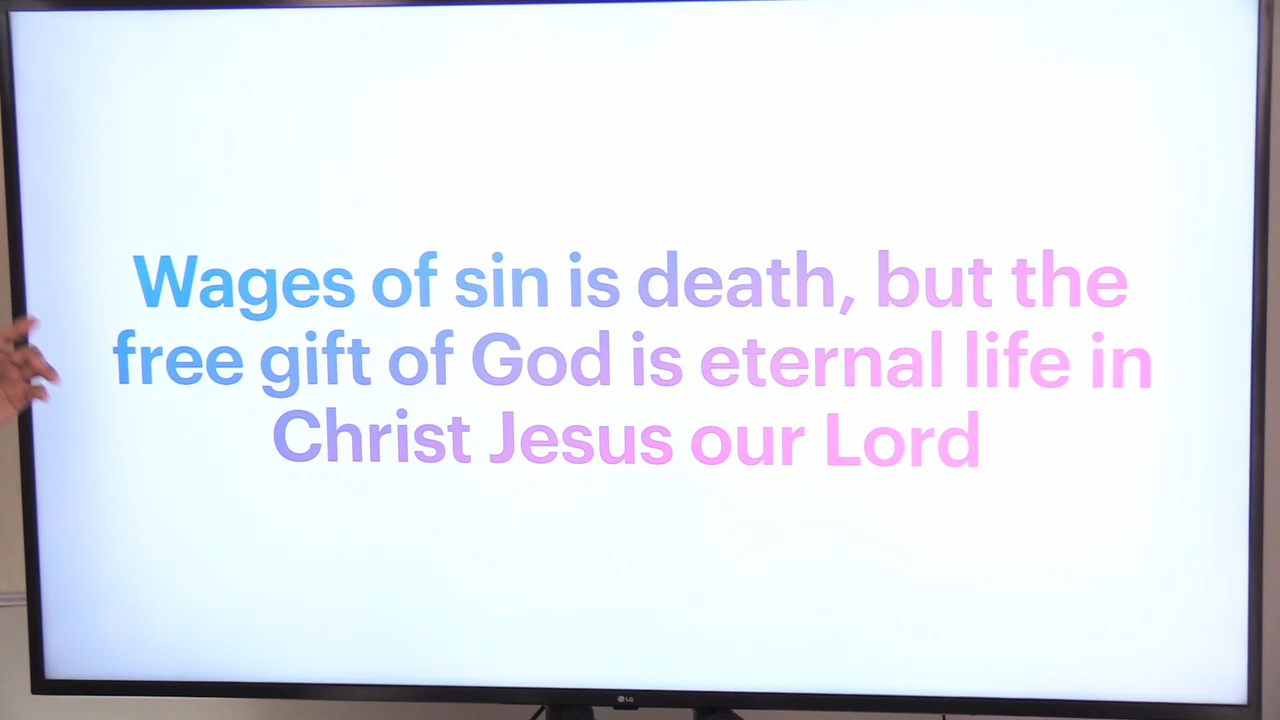 Wages of sin is death, but the
free gift of God is eternal life in
Christ Jesus our Lord
LG